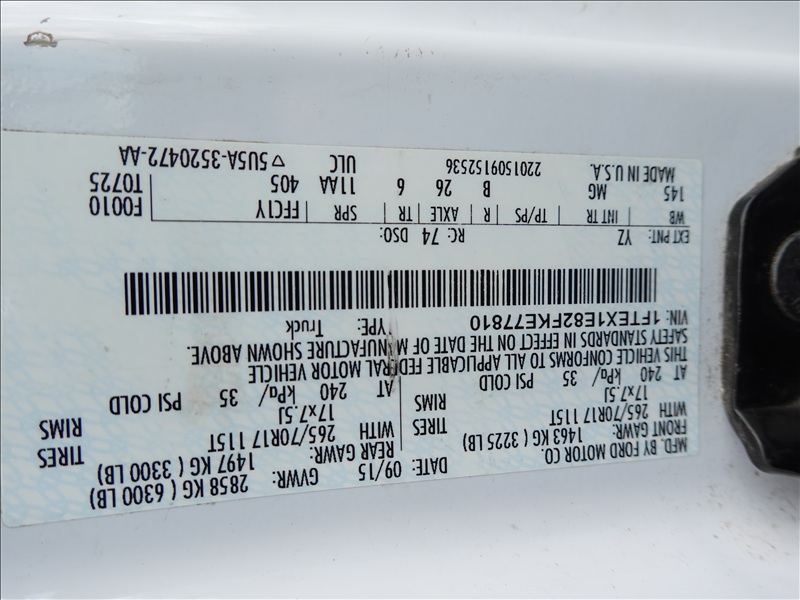 MFD. BY FORD MOTOR CO.
DATE: 09/15 GVWR: 2858 KG ( 6300 LB)
FRONT GAWR: 1463 KG ( 3225 LB) REAR GAWR: 1497 KG ( 3300 LB)
WITH 265/70R17 115T TIRES WITH 265/70R17 115T TIRES
17x7.5J RIMS 17x7.5J RIMS
AT 240 kPa/ 35 PSI COLD AT 240 kPa/ 35 PSI COLD
THIS VEHICLE CONFORMS TO ALL APPLICABLE FEDERAL MOTOR VEHICLE
SAFETY STANDARDS IN EFFECT ON THE DATE OF MANUFACTURE SHOWN ABOVE.
VIN: 1FTEX1E82FKE77810 TYPE: Truck
EXT PNT: YZ RC: 74 DSO:
WB INT TR TP/PS R AXLE TR SPR FFC1Y F0010
145 MG B 26 6 11AA 405 T0725
MADE IN U.S.A. ULC
2201509152536 ▽ 5U5A-3520472-AA